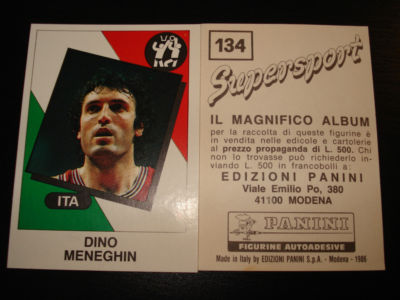 ITA
DINO
MENEGHIN
134
Supersport
IL MAGNIFICO ALBUM
per la raccolta di queste figurine è
in vendita nelle edicole e cartolerie
al prezzo propaganda di L. 500. Chi
non lo trovasse può richiederlo in-
viando L. 500 in francobolli a:
EDIZIONI PANINI
Viale Emilio Po, 380
41100 MODENA
PANINI
FIGURINE AUTOADESIVE
Made in Italy by EDIZIONI PANINI S.p.A. - Modena - 1986